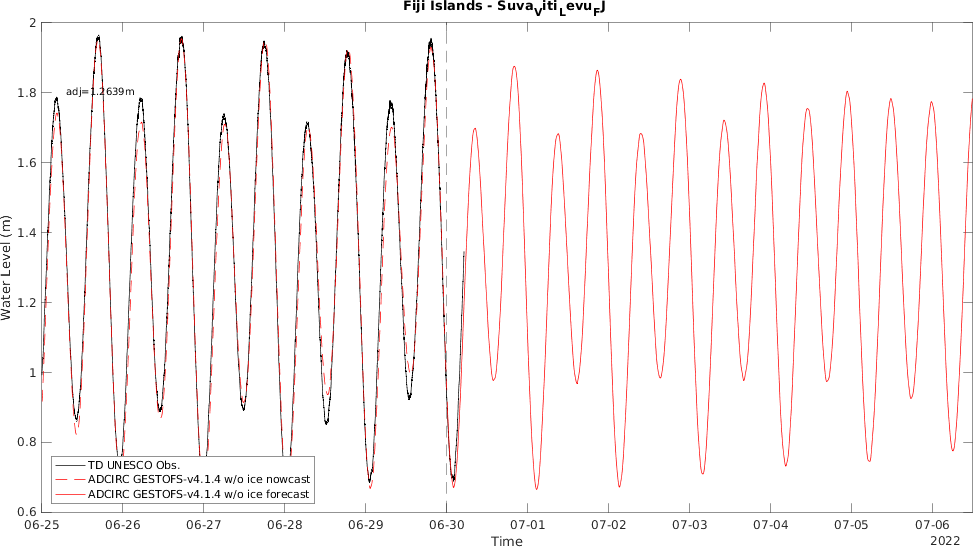 Fiji Islands - SuvaVitiLevuFJ
2
1.8
1.6
1.4
1.2
1
0.8
0.6
Water Level (m)
adj=1.2639m
TD UNESCO Obs.
ADCIRC GESTOFS-v4.1.4 w/o ice nowcast
ADCIRC GESTOFS-v4.1.4 w/o ice forecast
06-25 06-26 06-27 06-28 06-29 06-30 07-01 07-02 07-03 07-04 07-05 07-06
Time
2022